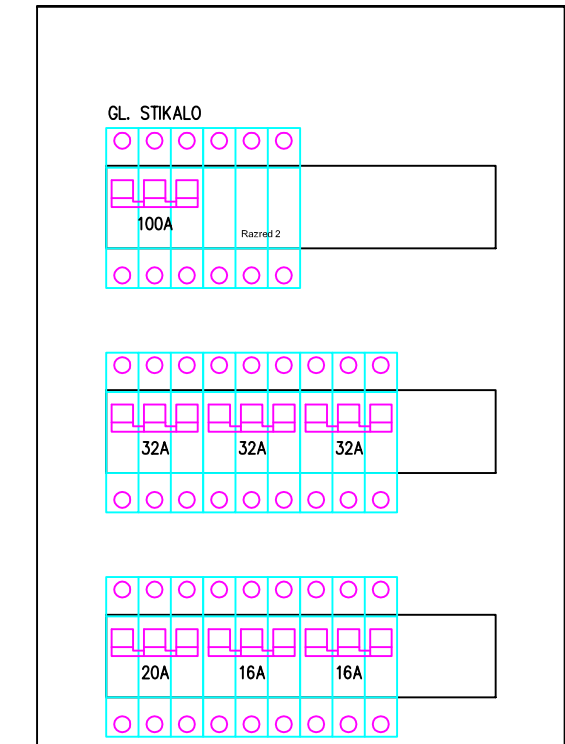 GL. STIKALO
100A
Razred 2
32A 32A 32A
20A 16A 16A